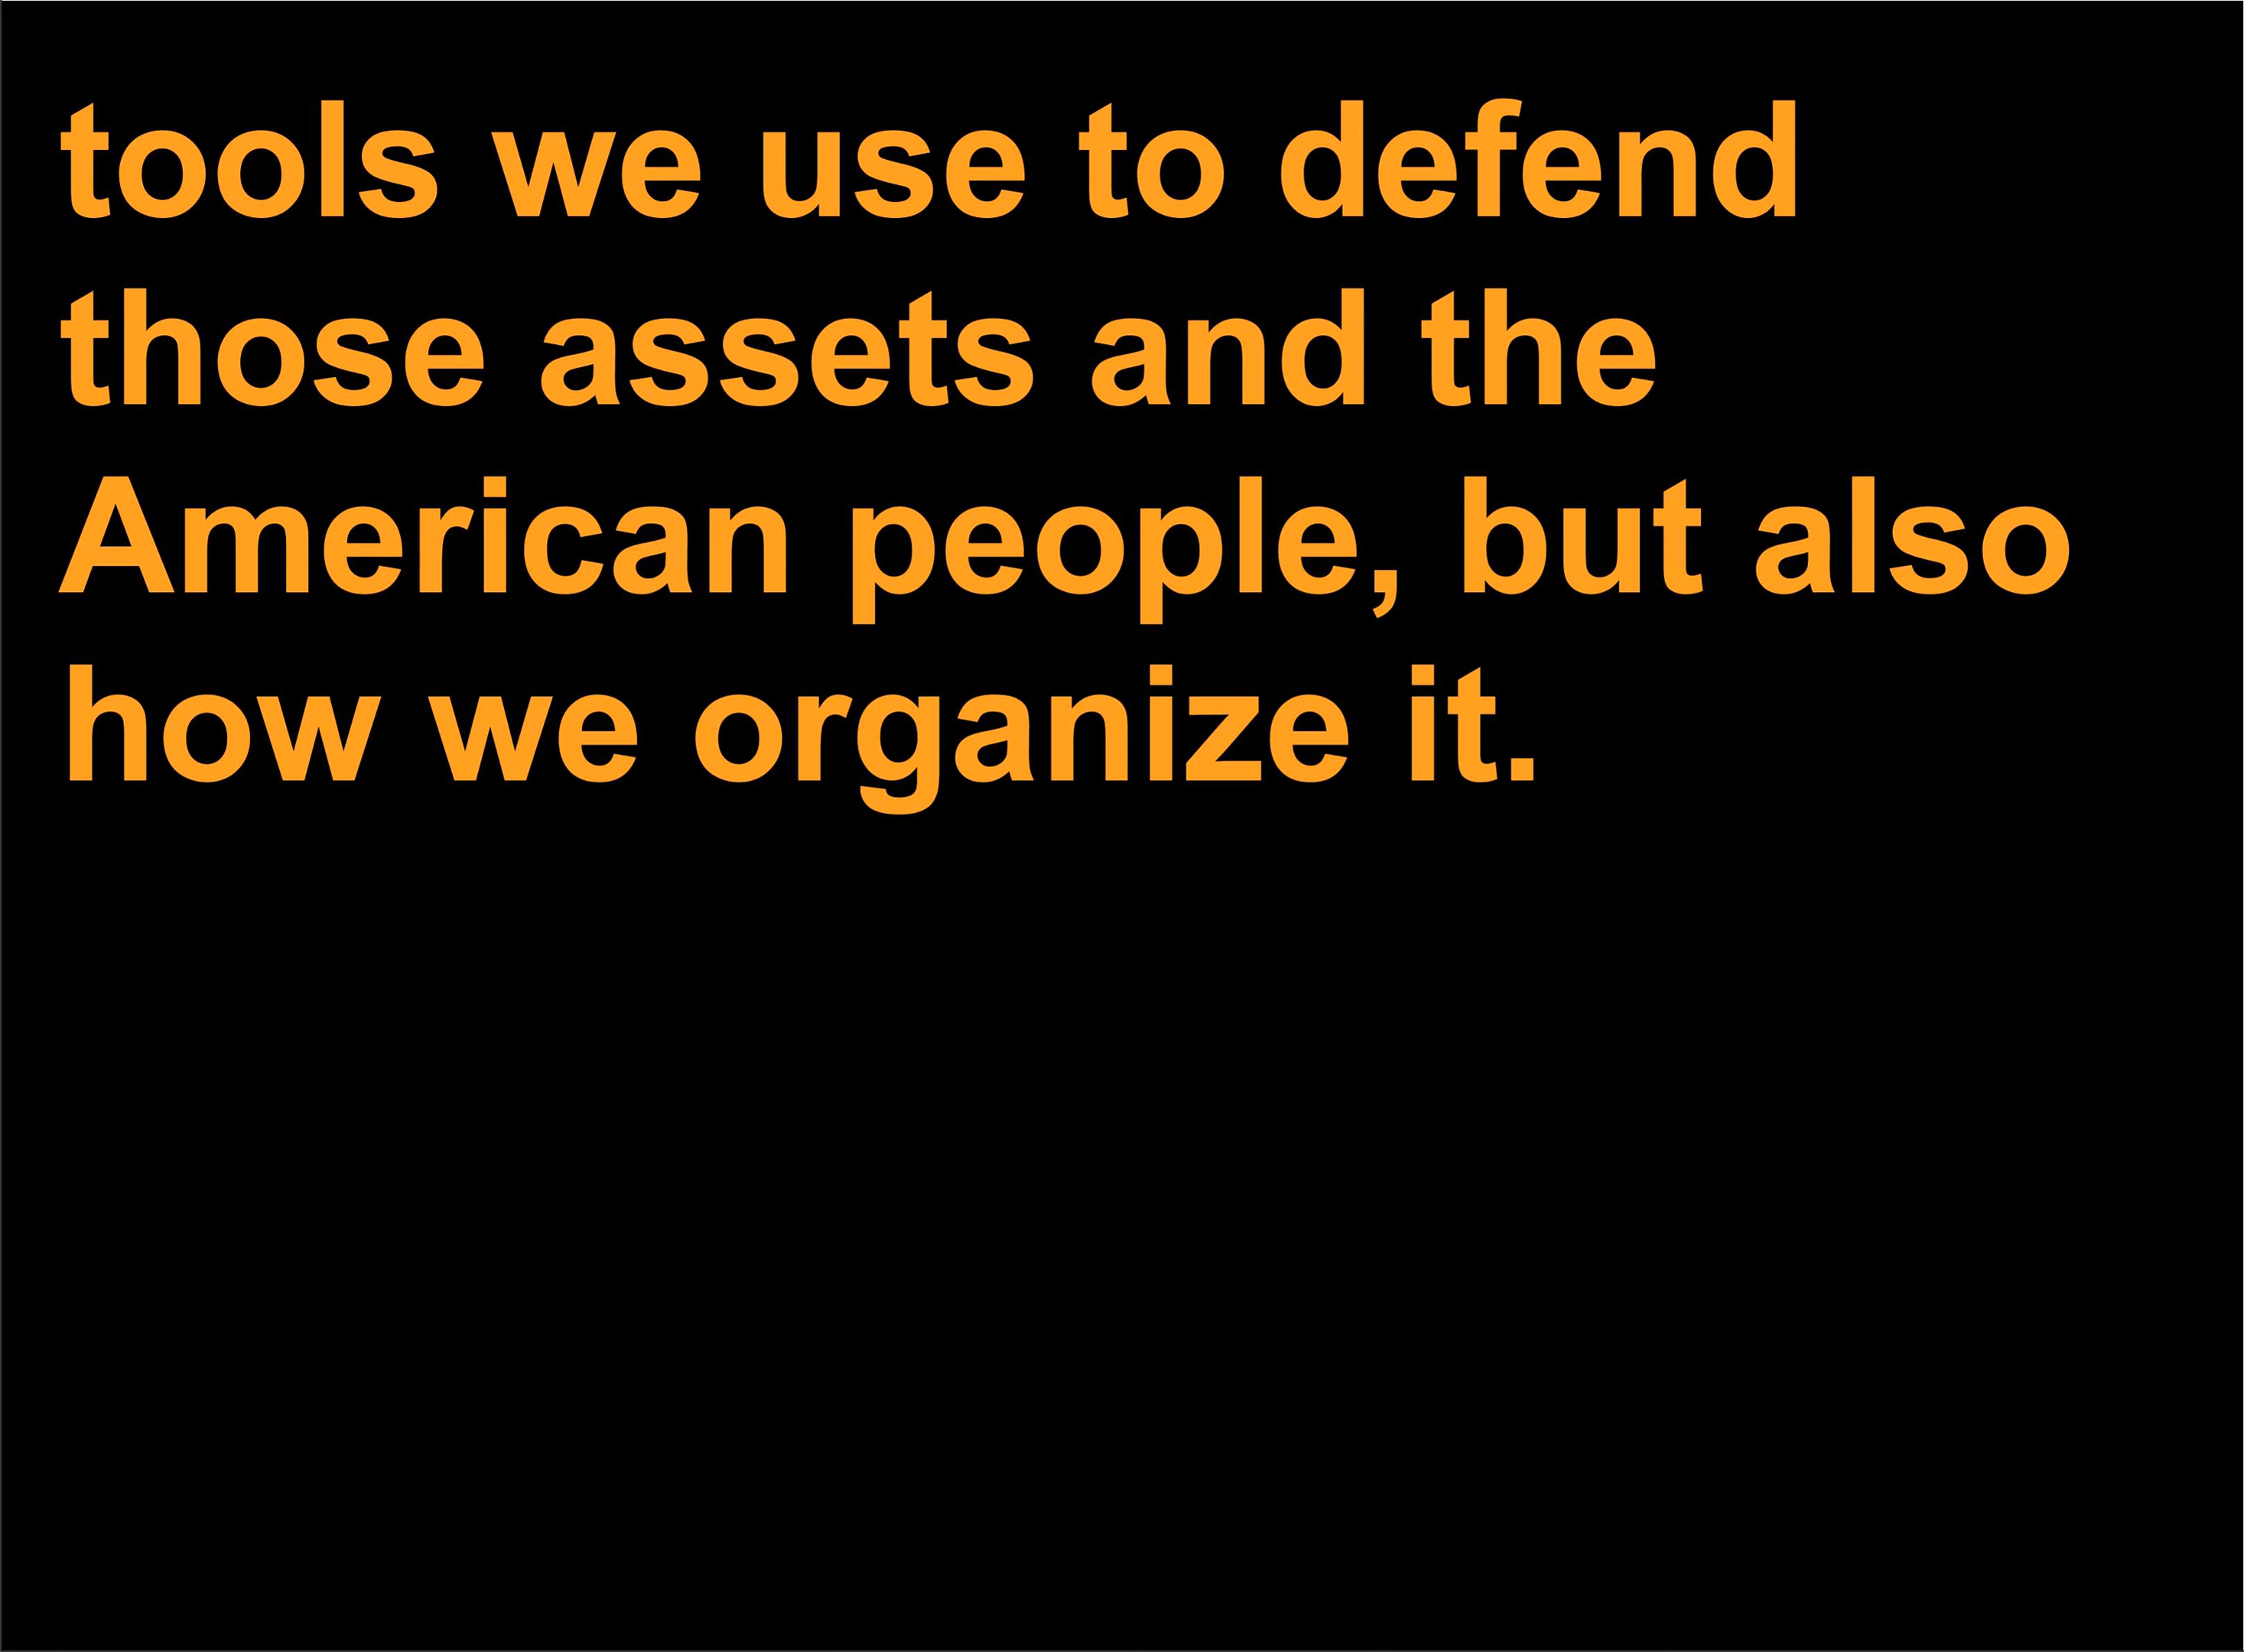 tools we use to defend
those assets and the
American people, but also
how we organize it.